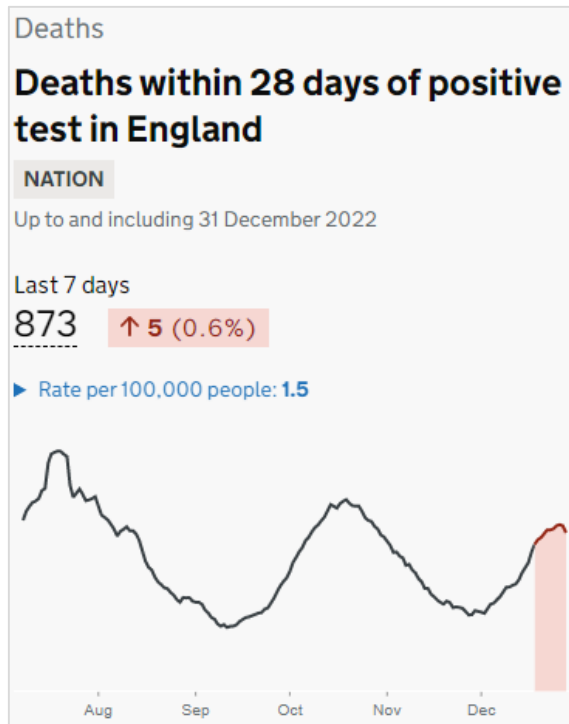 Deaths
Deaths within 28 days of positive
test in England
NATION
Up to and including 31 December 2022
Last 7 days
873 ↑ 5 (0.6%)
► Rate per 100,000 people: 1.5
Aug Sep Oct Nov Dec